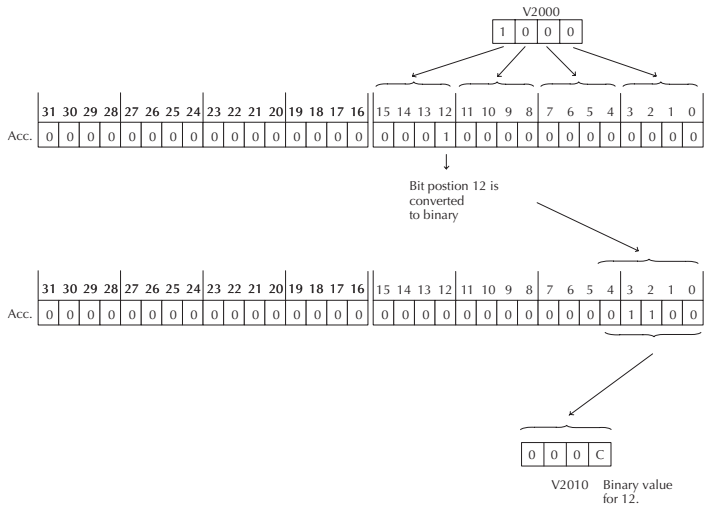 V2000
1 0 0 0
31 30 29 28 27 26 25 24 23 22 21 20 19 18 17 16 15 14 13 12 11 10 9 8 7 6 5 4 3 2 1 0
Acc. 0 0 0 0 0 0 0 0 0 0 0 0 0 0 0 0 0 0 0 1 0 0 0 0 0 0 0 0 0 0 0 0
Bit postion 12 is
converted
to binary
31 30 29 28 27 26 25 24 23 22 21 20 19 18 17 16 15 14 13 12 11 10 9 8 7 6 5 4 3 2 1 0
Acc. 0 0 0 0 0 0 0 0 0 0 0 0 0 0 0 0 0 0 0 0 0 0 0 0 0 0 0 0 1 1 0 0
0 0 0 C
V2010 Binary value
for 12.